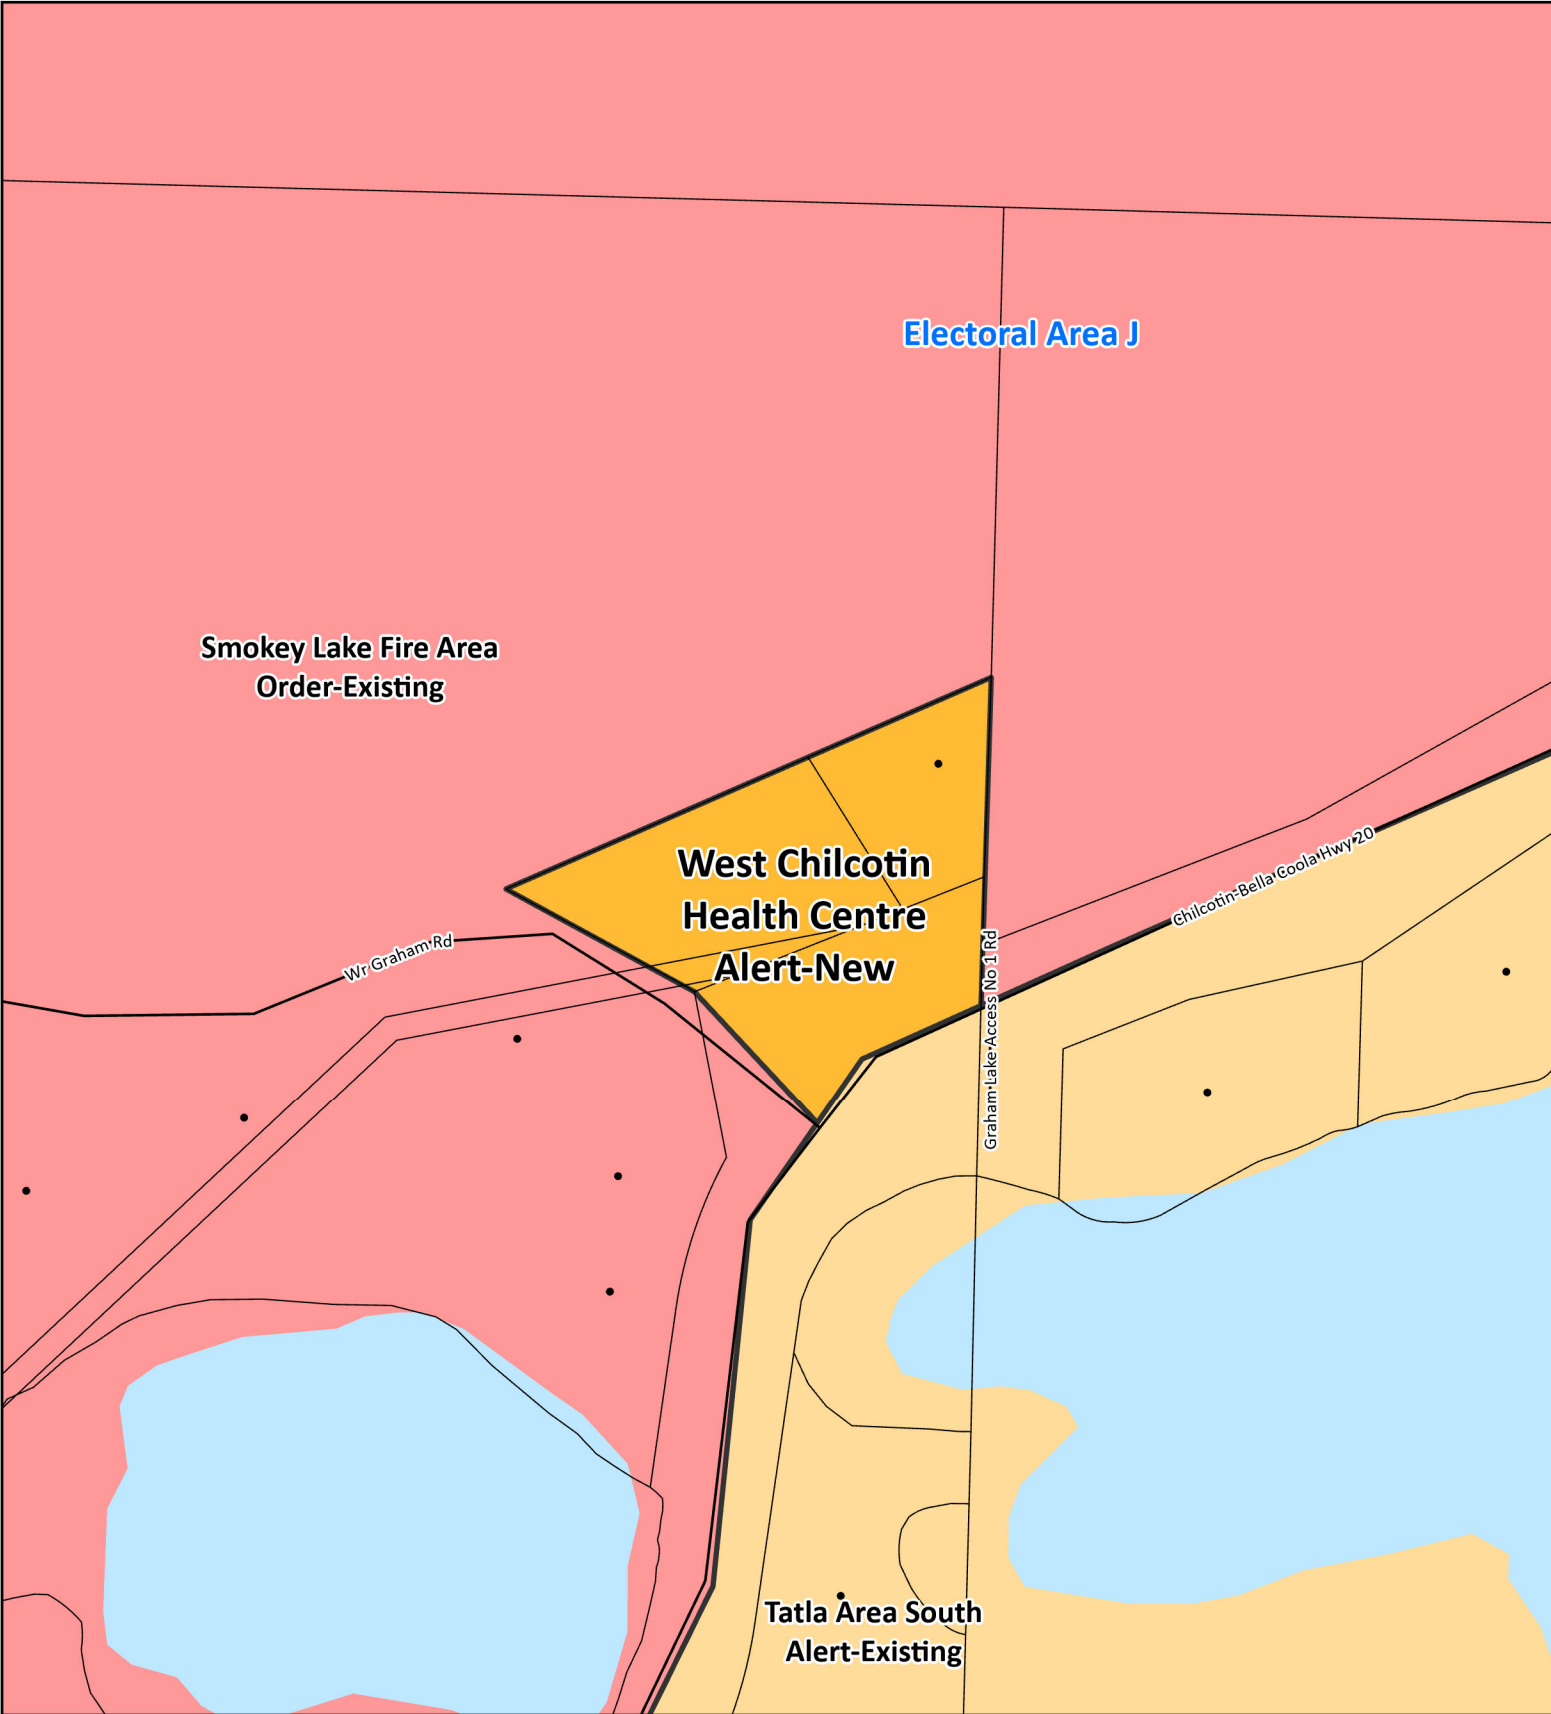 Electoral Area J
Smokey Lake Fire Area
Order-Existing
West Chilcotin
Health Centre
Alert-New
Chilcotin-Bella Coola Hwy 20
Wr Graham Rd
Graham Lake Access No 1 Rd
Tatla Area South
Alert-Existing